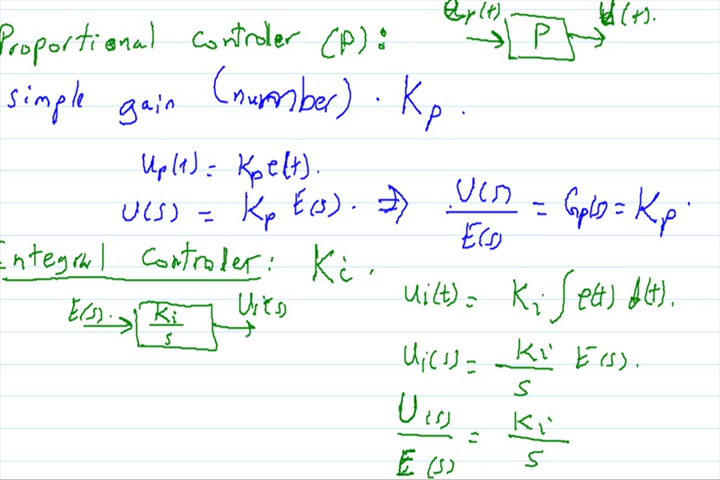 Proportional Controler (P):
ep(t) → P → u(t).
simple gain (number). Kp.
up(t) = Kp e(t).
U(s) = Kp E(s). ⇒ U(s)/E(s) = Gp(s) = Kp.
Integral Controler: Ki.
E(s). → Ki/s → Ui(s)
ui(t) = Ki ∫ e(t) d(t).
Ui(s) = Ki/s E(s).
U(s)/E(s) = Ki/s